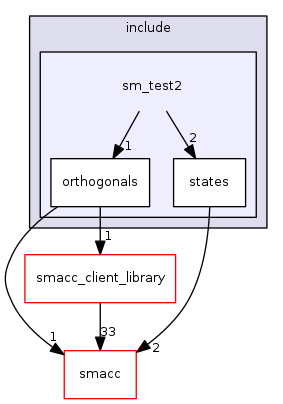 include
sm_test2
1
2
orthogonals
states
1
smacc_client_library
33
1
2
smacc